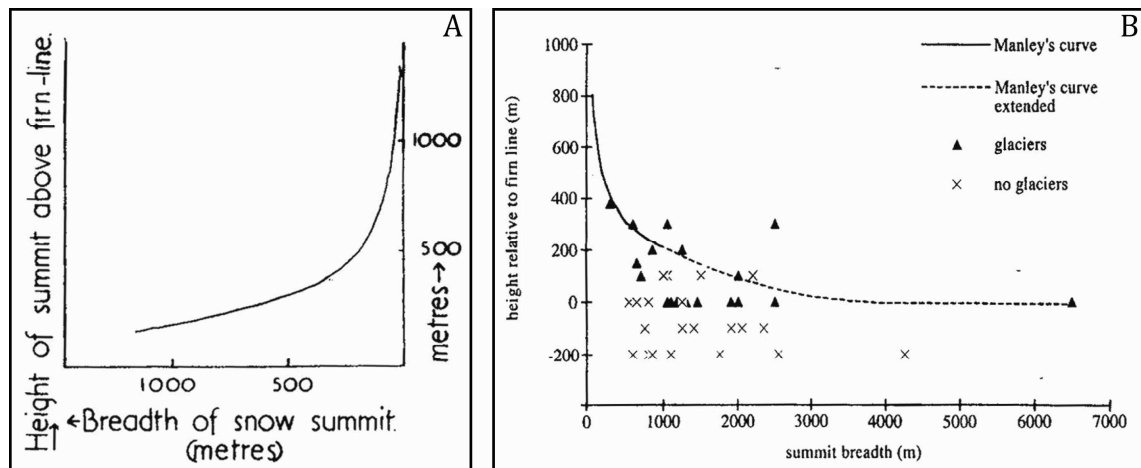 A
Height of summit above firn-line.
1000
500
metres→
1000
500
←Breadth of snow summit.
(metres)
B
1000
800
600
400
200
0
-200
height relative to firn line (m)
Manley's curve
Manley's curve
extended
glaciers
no glaciers
0
1000
2000
3000
4000
5000
6000
7000
summit breadth (m)